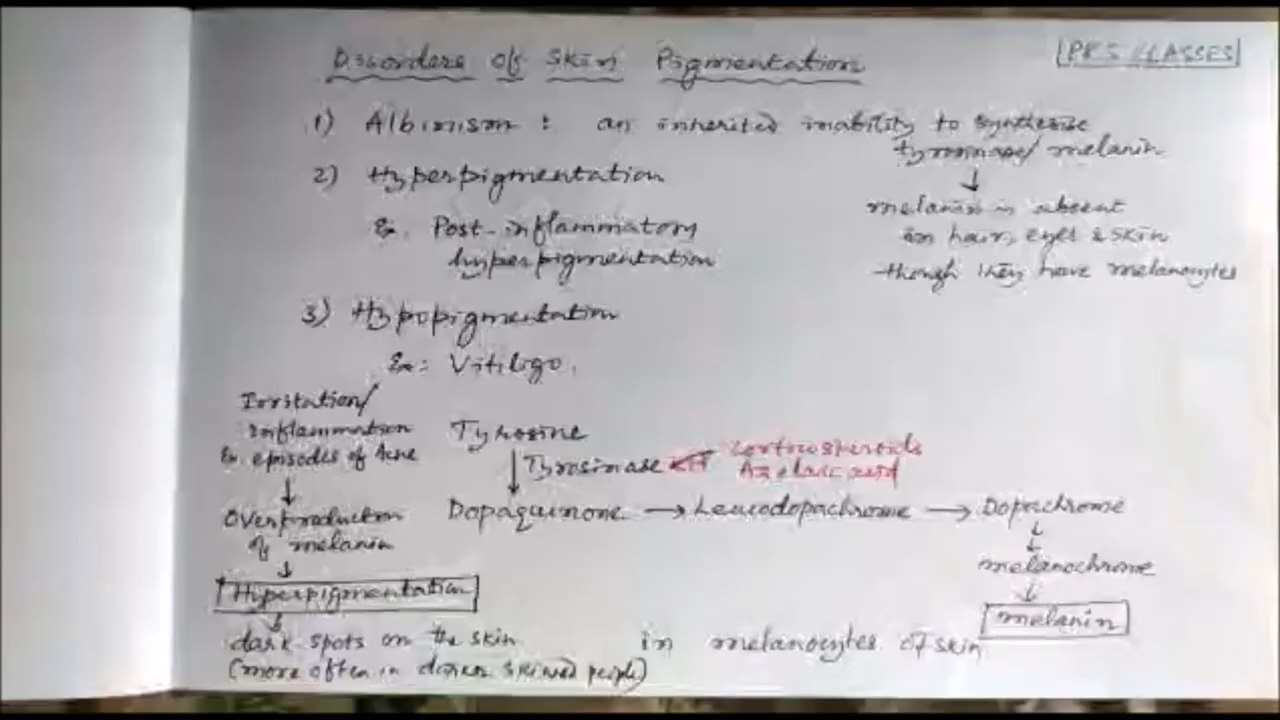 Disorders of Skin Pigmentation
PKS CLASSES
1) Albinism : an inherited inability to synthesise
tyrosinase/ melanin
↓
melanin is absent
in hair, eyes & skin
though they have melanocytes
2) Hyperpigmentation
Ex. Post-inflammatory
hyperpigmentation
3) Hypopigmentation
Ex: Vitiligo.
Irritation/
Inflammation
Ex. episodes of Acne
↓
Overproduction
of melanin
↓
Hyperpigmentation
↓
dark spots on the skin
(more often in darker skinned people)
Tyrosine
↓ Tyrosinase Corticosteroids
Azelaic acid
Dopaquinone → Leucodopachrome → Dopachrome
↓
↓
melanochrome
↓
melanin
in melanocytes of skin